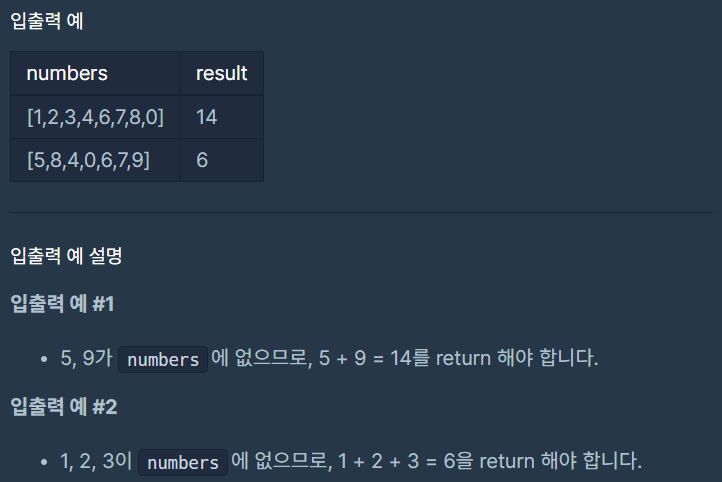 입출력 예
numbers result
[1,2,3,4,6,7,8,0] 14
[5,8,4,0,6,7,9] 6
입출력 예 설명
입출력 예 #1
• 5, 9가 numbers 에 없으므로, 5 + 9 = 14를 return 해야 합니다.
입출력 예 #2
• 1, 2, 3이 numbers 에 없으므로, 1 + 2 + 3 = 6을 return 해야 합니다.